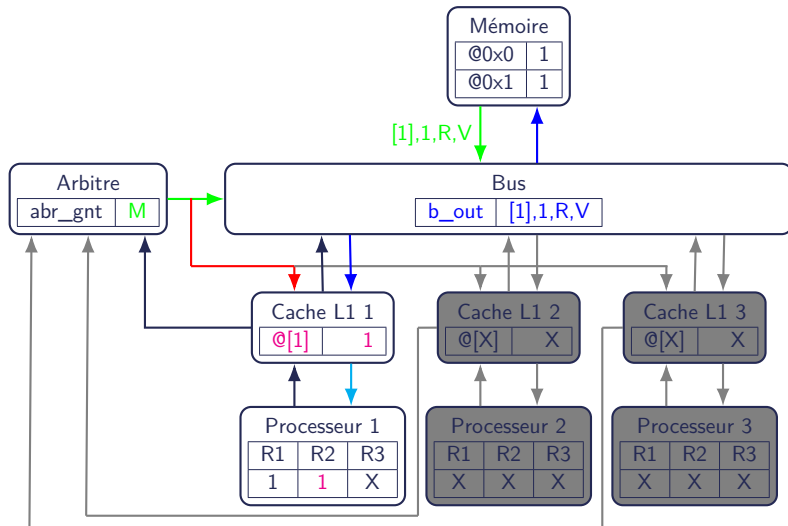 Mémoire
@0x0 1
@0x1 1
[1],1,R,V
Arbitre
abr_gnt M
Bus
b_out [1],1,R,V
Cache L1 1
@[1] 1
Cache L1 2
@[X] X
Cache L1 3
@[X] X
Processeur 1
R1 R2 R3
1 1 X
Processeur 2
R1 R2 R3
X X X
Processeur 3
R1 R2 R3
X X X